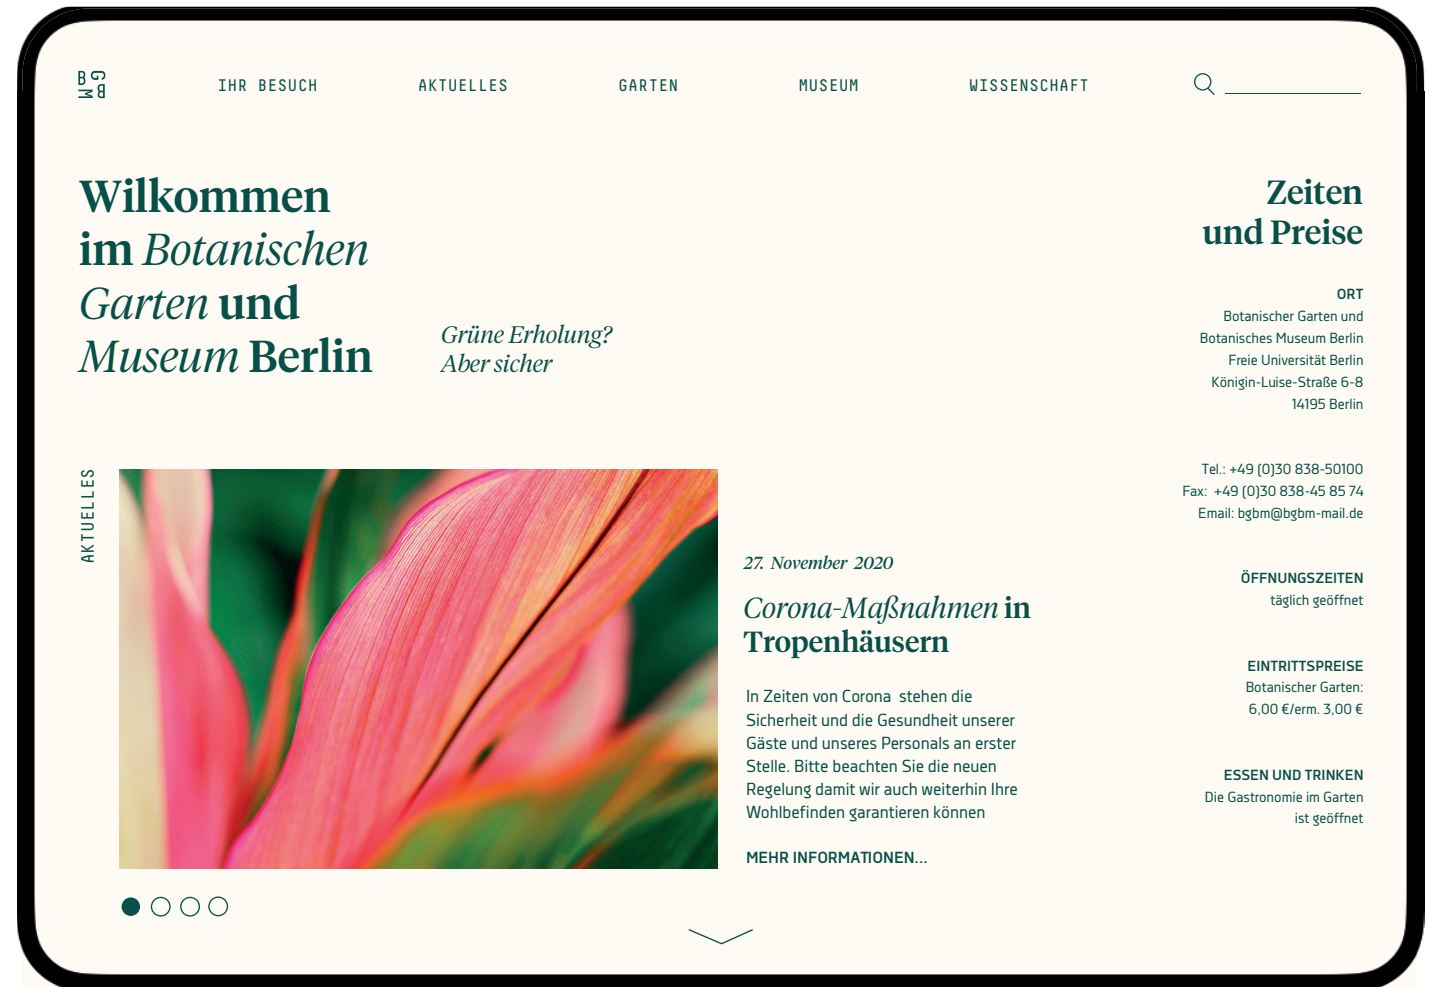 GB
BM
IHR BESUCH
AKTUELLES
GARTEN
MUSEUM
WISSENSCHAFT
Wilkommen
im Botanischen
Garten und
Museum Berlin
Grüne Erholung?
Aber sicher
AKTUELLES
27. November 2020
Corona-Maßnahmen in
Tropenhäusern
In Zeiten von Corona  stehen die
Sicherheit und die Gesundheit unserer
Gäste und unseres Personals an erster
Stelle. Bitte beachten Sie die neuen
Regelung damit wir auch weiterhin Ihre
Wohlbefinden garantieren können
MEHR INFORMATIONEN...
Zeiten
und Preise
ORT
Botanischer Garten und
Botanisches Museum Berlin
Freie Universität Berlin
Königin-Luise-Straße 6-8
14195 Berlin
Tel.: +49 (0)30 838-50100
Fax:  +49 (0)30 838-45 85 74
Email: bgbm@bgbm-mail.de
ÖFFNUNGSZEITEN
täglich geöffnet
EINTRITTSPREISE
Botanischer Garten:
6,00 €/erm. 3,00 €
ESSEN UND TRINKEN
Die Gastronomie im Garten
ist geöffnet